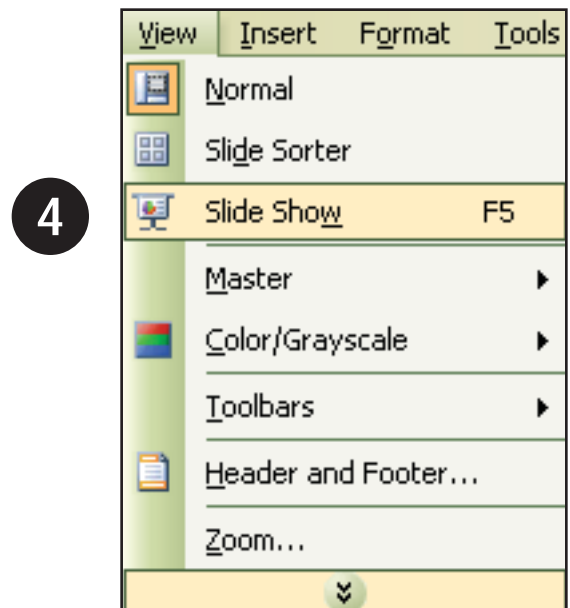 View Insert Format Tools
Normal
Slide Sorter
4
Slide Show F5
Master
Color/Grayscale
Toolbars
Header and Footer...
Zoom...